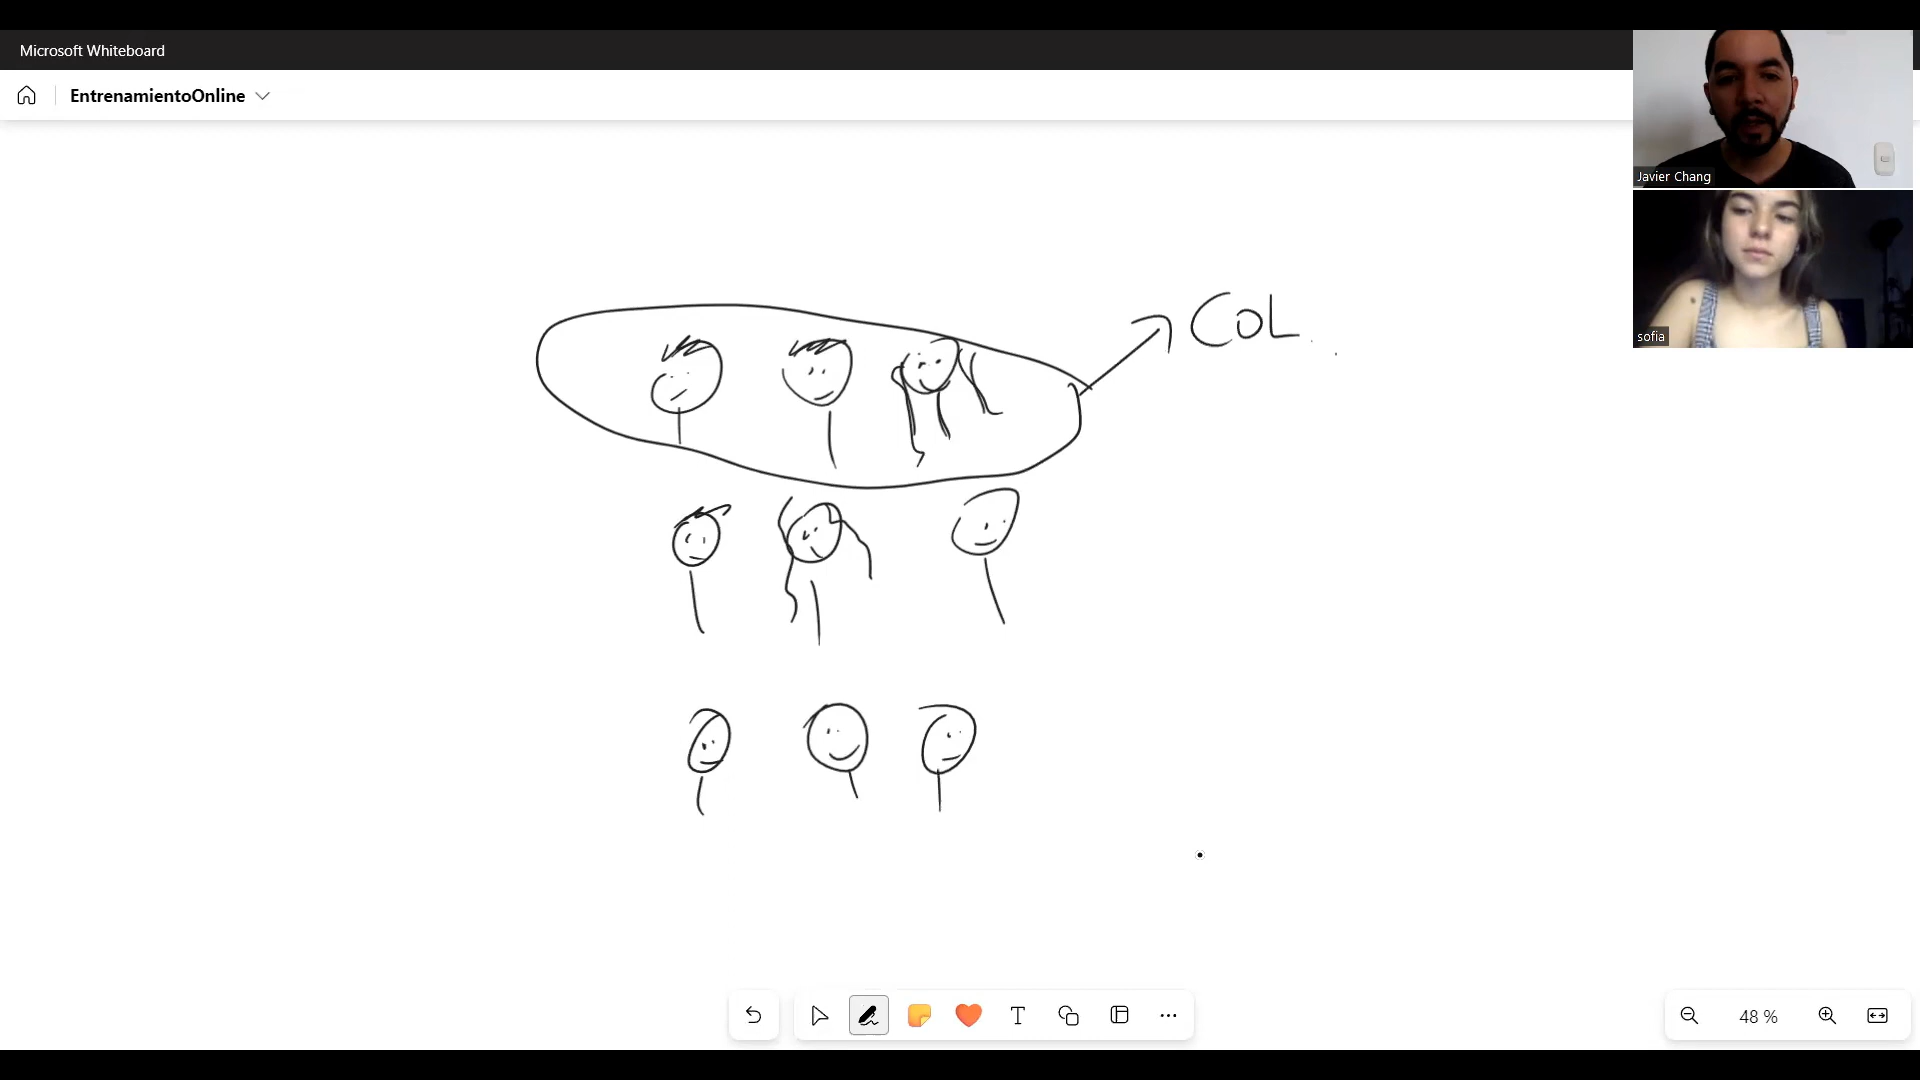 Microsoft Whiteboard
EntrenamientoOnline
Javier Chang
sofia
COL
48 %